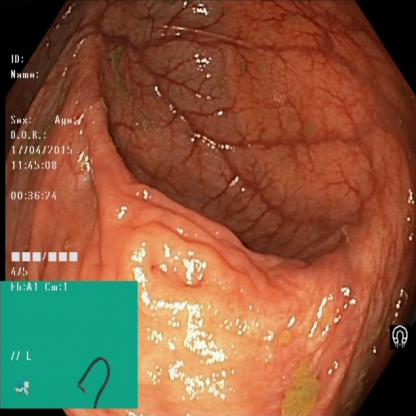 ID:
Name:
Sex: Age:
D.O.B.:
17/04/2015
11:45:08
00:36:24
■■■/■■■
4/5
Eh:A1 Cm:1
// L